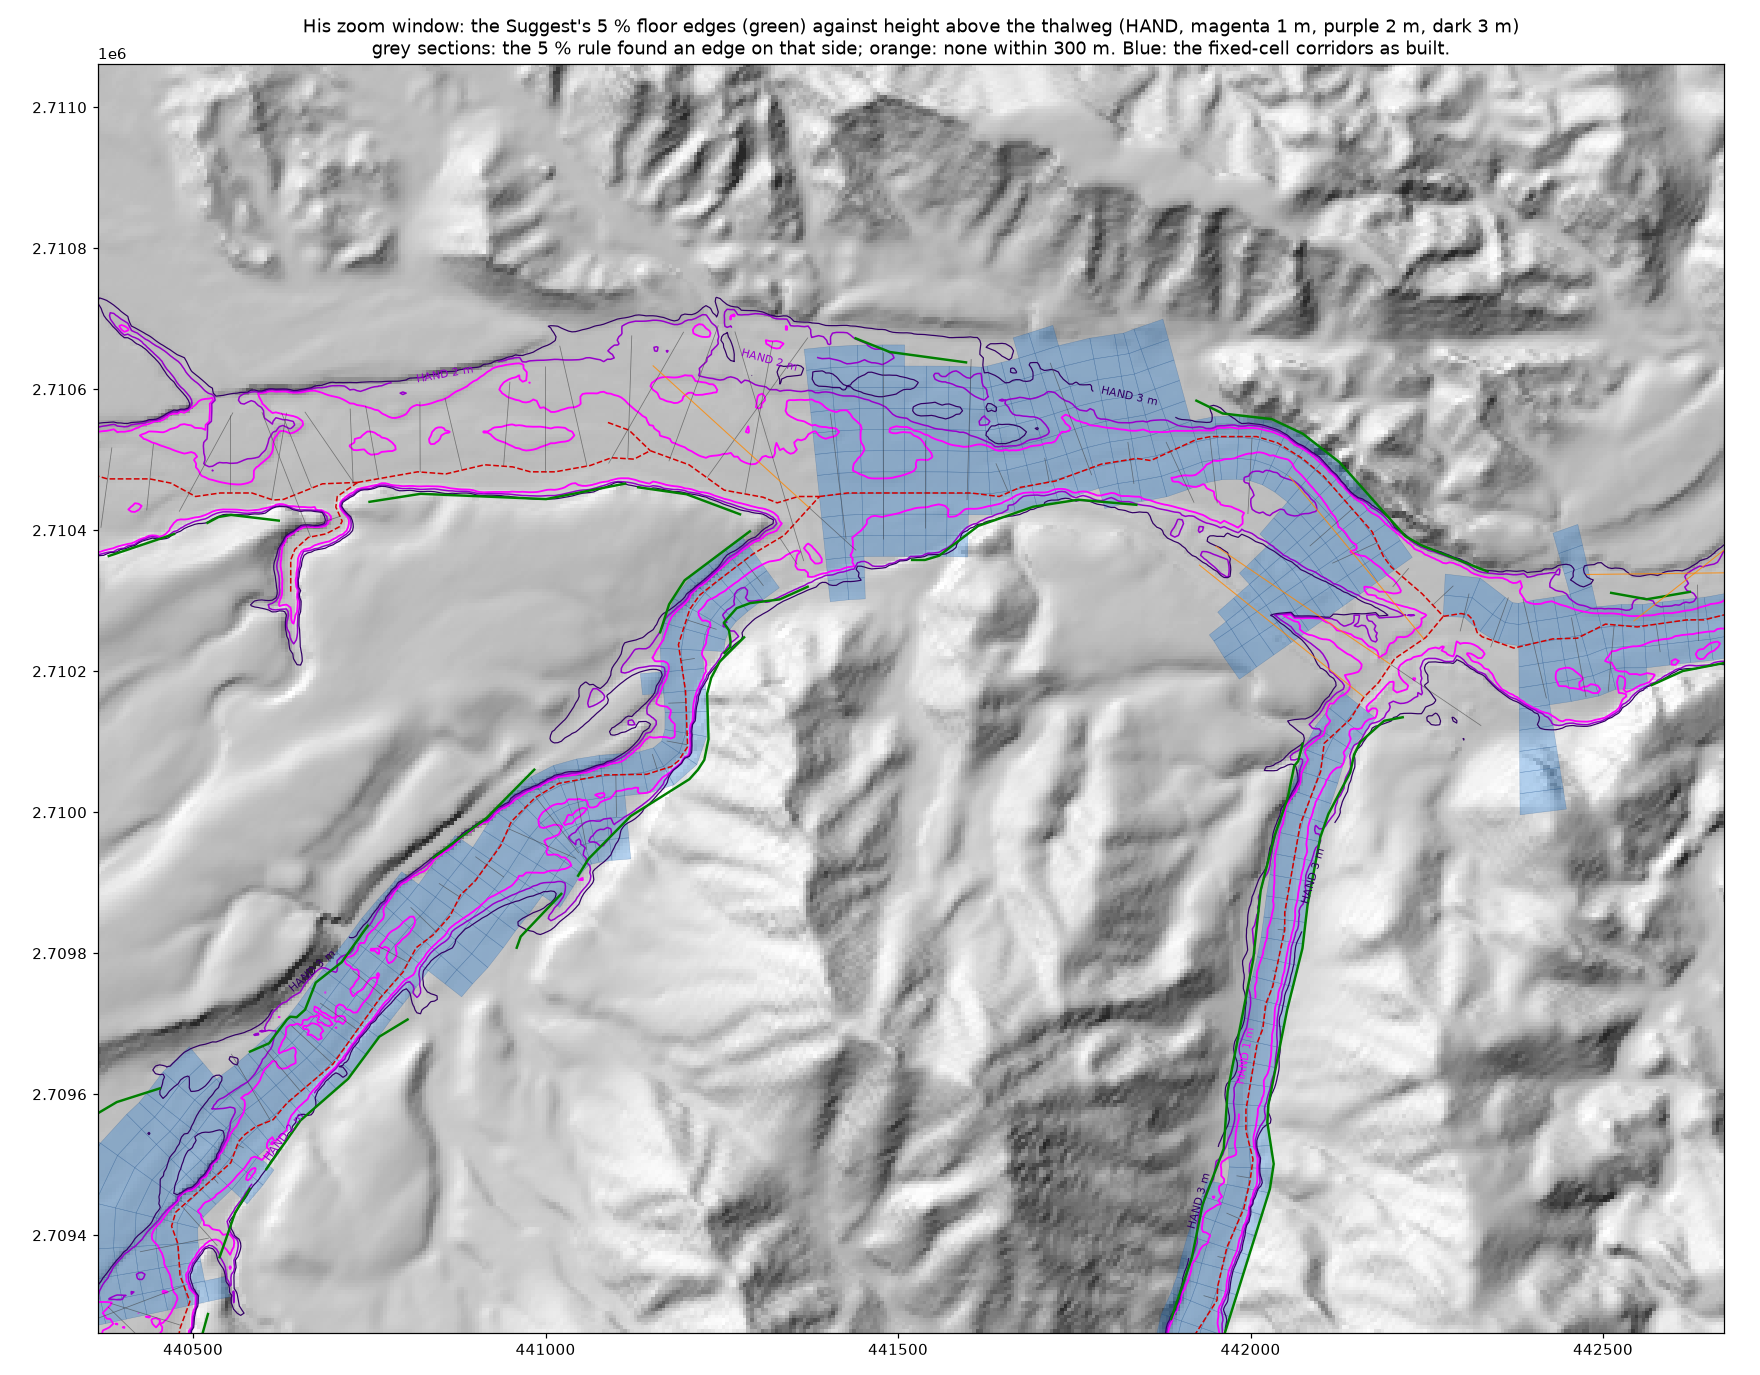 His zoom window: the Suggest's 5 % floor edges (green) against height above the thalweg (HAND, magenta 1 m, purple 2 m, dark 3 m)
grey sections: the 5 % rule found an edge on that side; orange: none within 300 m. Blue: the fixed-cell corridors as built.
1e6
2.7110
2.7108
2.7106
2.7104
2.7102
2.7100
2.7098
2.7096
2.7094
HAND 2 m
HAND 2 m
HAND 3 m
HAND 3 m
HAND 3 m
HAND 1 m
HAND 3 m
440500
441000
441500
442000
442500